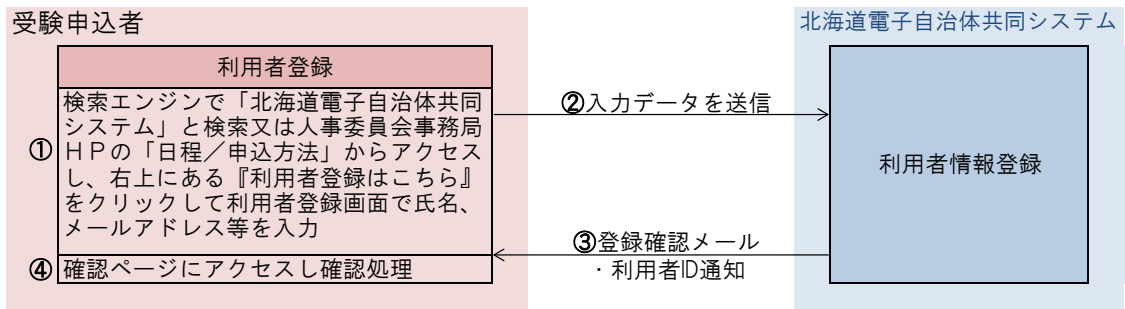 受験申込者
利用者登録
①
検索エンジンで「北海道電子自治体共同
システム」と検索又は人事委員会事務局
ＨＰの「日程／申込方法」からアクセス
し、右上にある『利用者登録はこちら』
をクリックして利用者登録画面で氏名、
メールアドレス等を入力
②入力データを送信
北海道電子自治体共同システム
利用者情報登録
③登録確認メール
・利用者ID通知
④
確認ページにアクセスし確認処理